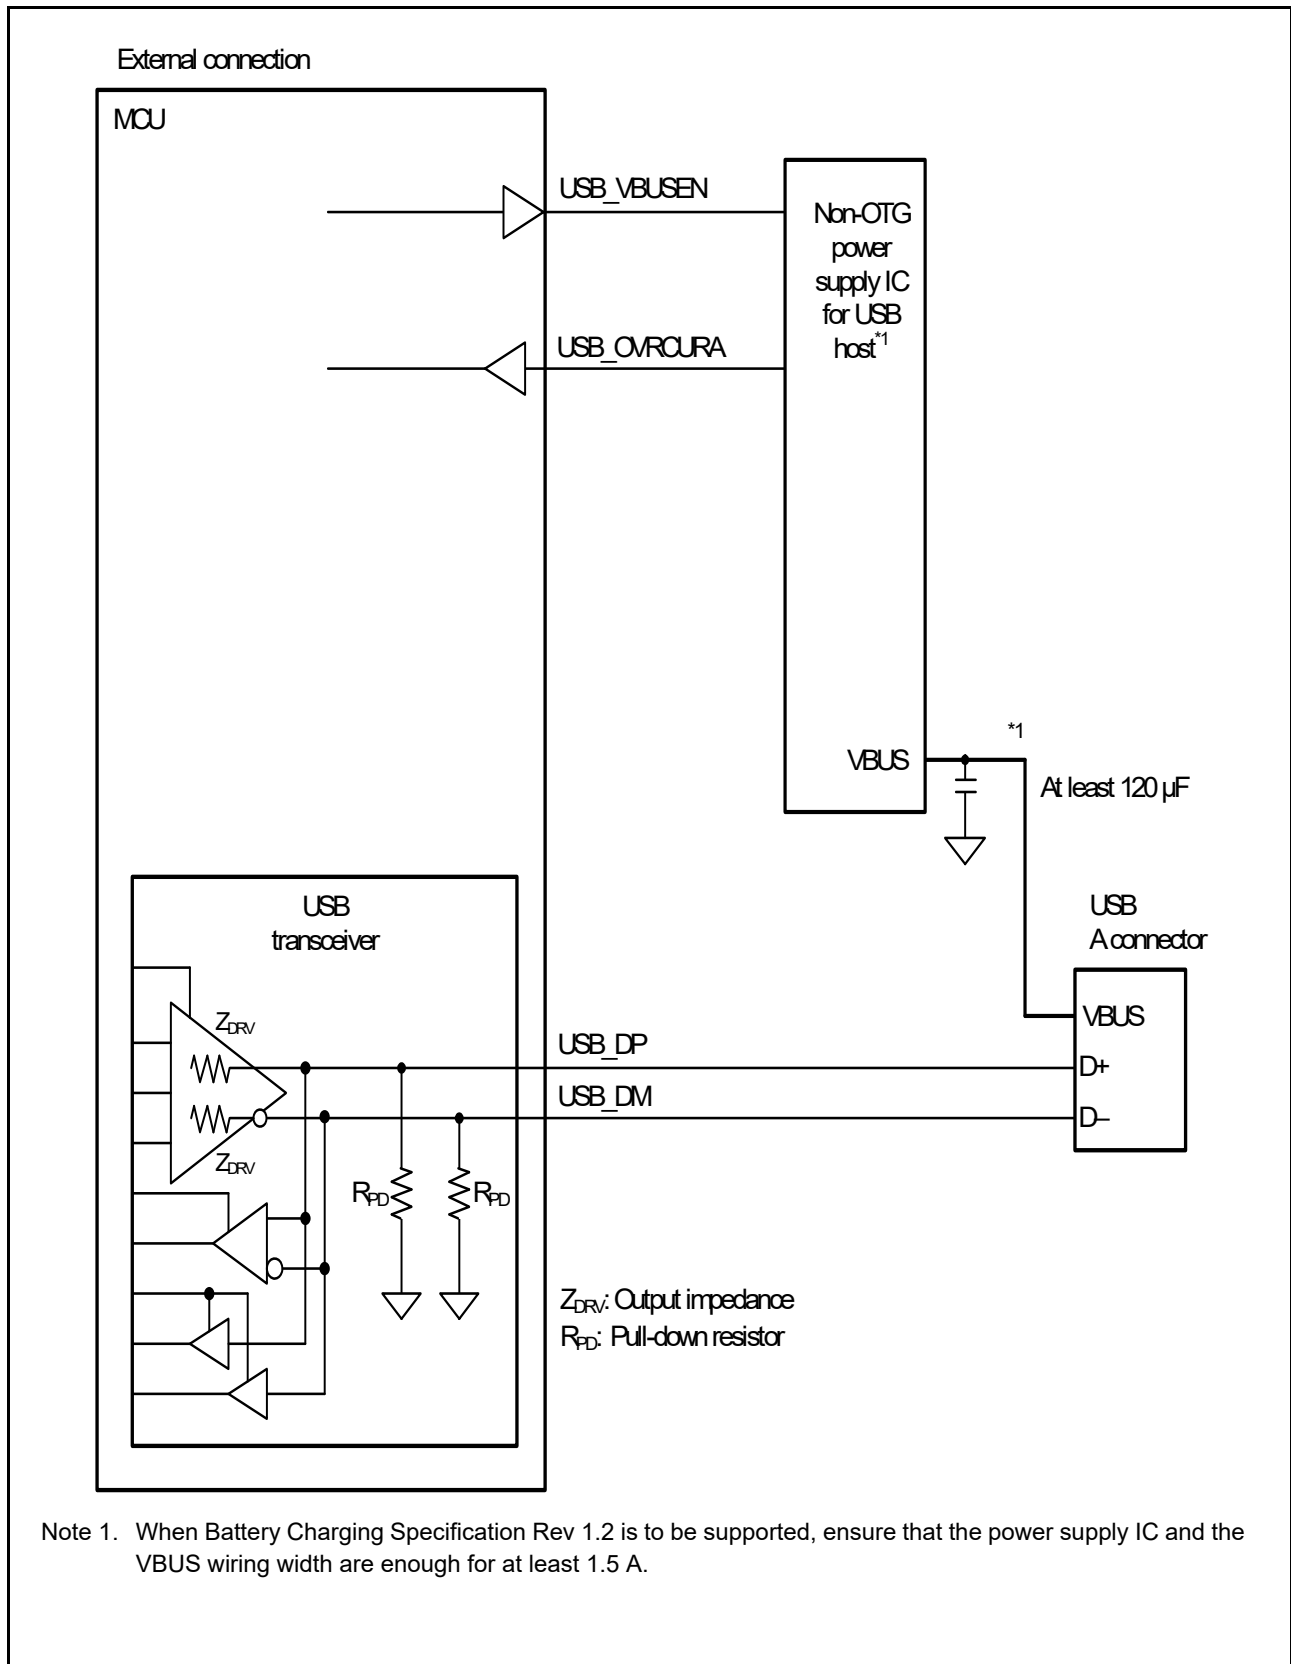 External connection
MCU
USB_VBUSEN
Non-OTG
power
supply IC
for USB
host*1
USB_OVRCURA
*1
VBUS
At least 120 µF
USB
transceiver
USB
A connector
ZDRV
VBUS
USB_DP
D+
USB_DM
D–
ZDRV
RPD
RPD
ZDRV: Output impedance
RPD: Pull-down resistor
Note 1. When Battery Charging Specification Rev 1.2 is to be supported, ensure that the power supply IC and the
VBUS wiring width are enough for at least 1.5 A.